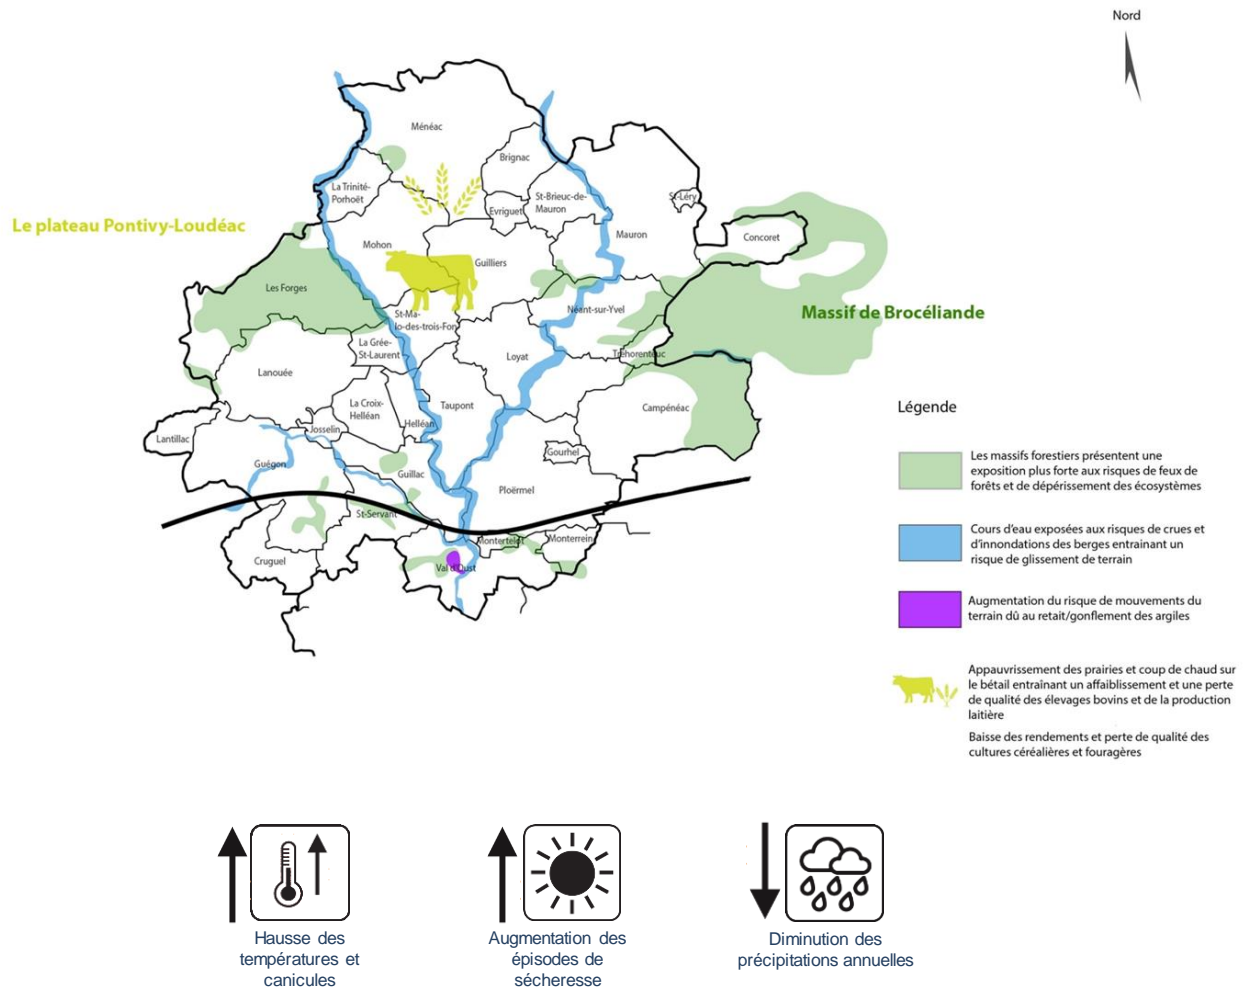 Nord
Ménéac
Brignac
La Trinité-
Porhoët
St-Brieuc-de-
Mauron
St-Léry
Evriguet
Le plateau Pontivy-Loudéac
Mauron
Concoret
Mohon
Guilliers
Les Forges
Massif de Brocéliande
Néant-sur-Yvel
St-Ma-
lo-des-trois-Fon
La Grée-
St-Laurent
Tréhorenteuc
Loyat
Lanouée
La Croix-
Helléan
Taupont
Campénéac
Helléan
Josselin
Lantillac
Gourhel
Guégon
Guillac
Ploërmel
St-Servant
Montertelot
Monterrein
Cruguel
Val d'Oust
Légende
Les massifs forestiers présentent une
exposition plus forte aux risques de feux de
forêts et de dépérissement des écosystèmes
Cours d'eau exposées aux risques de crues et
d'innondations des berges entrainant un
risque de glissement de terrain
Augmentation du risque de mouvements du
terrain dû au retait/gonflement des argiles
Appauvrissement des prairies et coup de chaud sur
le bétail entraînant un affaiblissement et une perte
de qualité des élevages bovins et de la production
laitière
Baisse des rendements et perte de qualité des
cultures céréalières et fouragères
Hausse des
températures et
canicules
Augmentation des
épisodes de
sécheresse
Diminution des
précipitations annuelles